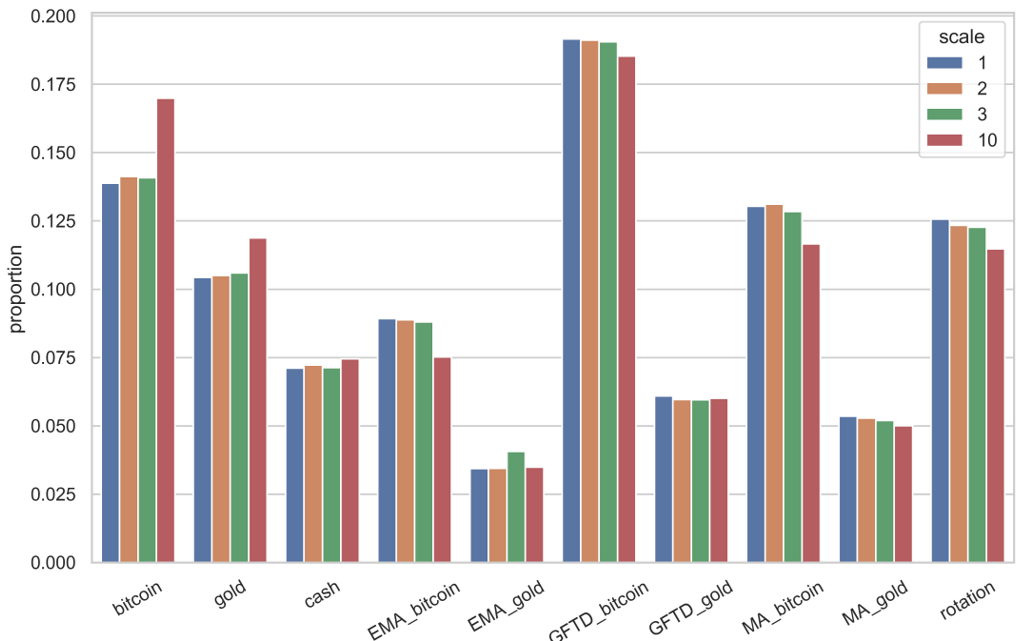 0.200
0.175
0.150
0.125
0.100
0.075
0.050
0.025
0.000
proportion
scale
1
2
3
10
bitcoin
gold
cash
EMA_bitcoin
EMA_gold
GFTD_bitcoin
GFTD_gold
MA_bitcoin
MA_gold
rotation